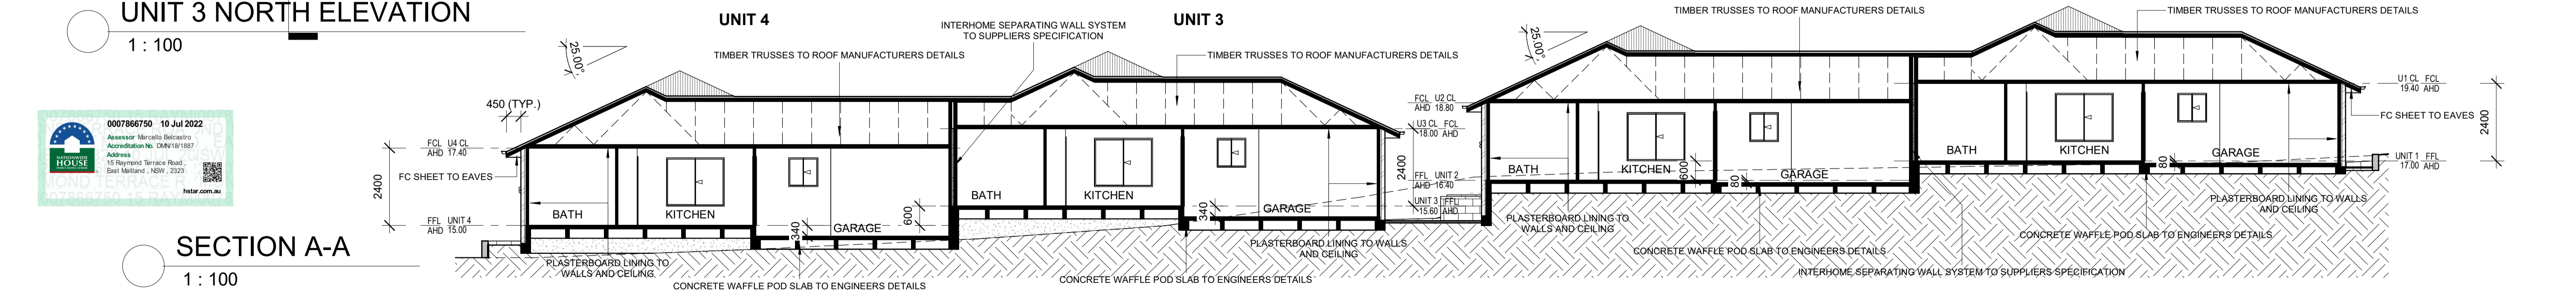 UNIT 3 NORTH ELEVATION
1 : 100
0007866750 10 Jul 2022
Assessor Marcello Belcastro
Accreditation No. DMN/18/1887
Address
15 Raymond Terrace Road ,
East Maitland , NSW , 2323
NATIONWIDE
HOUSE
hstar.com.au
SECTION A-A
1 : 100
UNIT 4
UNIT 3
INTERHOME SEPARATING WALL SYSTEM
TO SUPPLIERS SPECIFICATION
25.00°
TIMBER TRUSSES TO ROOF MANUFACTURERS DETAILS
TIMBER TRUSSES TO ROOF MANUFACTURERS DETAILS
450 (TYP.)
FCL U4 CL
AHD 17.40
FC SHEET TO EAVES
2400
FFL UNIT 4
AHD 15.00
BATH
KITCHEN
340
GARAGE
600
BATH
KITCHEN
340
GARAGE
PLASTERBOARD LINING TO
WALLS AND CEILING
CONCRETE WAFFLE POD SLAB TO ENGINEERS DETAILS
CONCRETE WAFFLE POD SLAB TO ENGINEERS DETAILS
PLASTERBOARD LINING TO WALLS
AND CEILING
25.00°
TIMBER TRUSSES TO ROOF MANUFACTURERS DETAILS
TIMBER TRUSSES TO ROOF MANUFACTURERS DETAILS
FCL U2 CL
AHD 18.80
U3 CL FCL
18.00 AHD
2400
FFL UNIT 2
AHD 16.40
UNIT 3 FFL
15.60 AHD
BATH
KITCHEN
600
80
GARAGE
BATH
KITCHEN
80
GARAGE
U1 CL FCL
19.40 AHD
FC SHEET TO EAVES
2400
UNIT 1 FFL
17.00 AHD
PLASTERBOARD LINING TO
WALLS AND CEILING
PLASTERBOARD LINING TO WALLS
AND CEILING
CONCRETE WAFFLE POD SLAB TO ENGINEERS DETAILS
CONCRETE WAFFLE POD SLAB TO ENGINEERS DETAILS
INTERHOME SEPARATING WALL SYSTEM TO SUPPLIERS SPECIFICATION